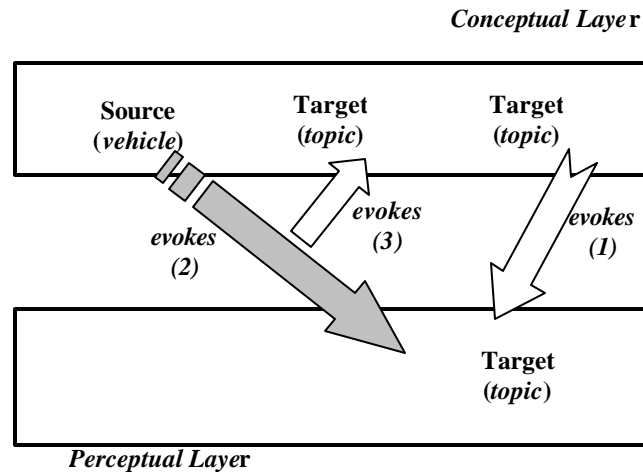 Conceptual Layer
Source
(vehicle)
Target
(topic)
Target
(topic)
evokes
(2)
evokes
(3)
evokes
(1)
Target
(topic)
Perceptual Layer